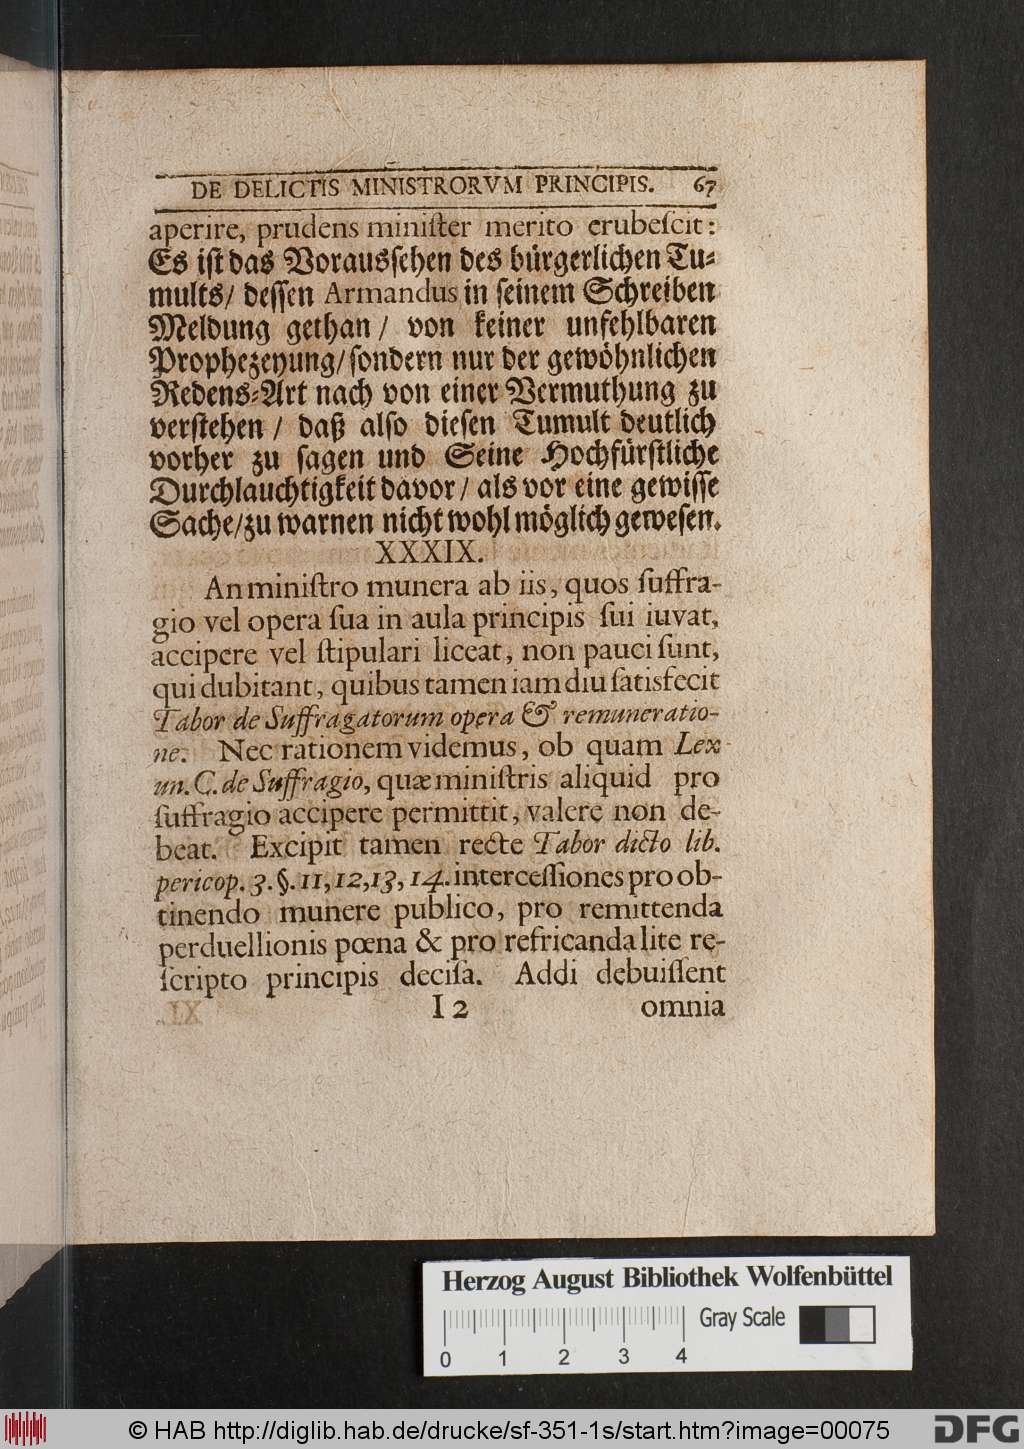 DE DELICTIS MINISTRORVM PRINCIPIS. 67
aperire, prudens miniſter merito erubeſcit:
Es iſt das Vorausſehen des bürgerlichen Tu⸗
mults/ deſſen Armandus in ſeinem Schreiben
Meldung gethan/ von keiner unfehlbaren
Prophezeyung/ ſondern nur der gewöhnlichen
Redens⸗Art nach von einer Vermuthung zu
verſtehen/ daß alſo dieſen Tumult deutlich
vorher zu ſagen und Seine Hochfürſtliche
Durchlauchtigkeit davor/ als vor eine gewiſſe
Sache/zu warnen nicht wohl möglich geweſen.
XXXIX.
An miniſtro munera ab iis, quos ſuffra-
gio vel opera ſua in aula principis ſui iuvat,
accipere vel ſtipulari liceat, non pauci ſunt,
qui dubitant, quibus tamen iam diu ſatisfecit
Tabor de Suffragatorum opera & remuneratio-
ne. Nec rationem videmus, ob quam Lex
un. C. de Suffragio, quæ miniſtris aliquid pro
ſuffragio accipere permittit, valere non de-
beat. Excipit tamen recte Tabor dicto lib.
pericop. 3. §. 11, 12, 13, 14. interceſſiones pro ob-
tinendo munere publico, pro remittenda
perduellionis pœna & pro refricanda lite re-
ſcripto principis deciſa. Addi debuiſſent
I 2 omnia
Herzog August Bibliothek Wolfenbüttel
Gray Scale
0 1 2 3 4
© HAB http://diglib.hab.de/drucke/sf-351-1s/start.htm?image=00075
DFG